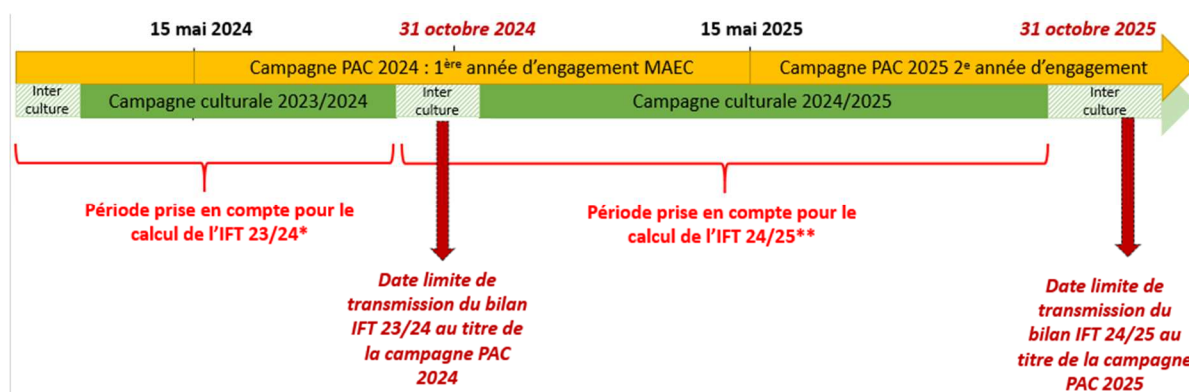 15 mai 2024
31 octobre 2024
15 mai 2025
31 octobre 2025
Campagne PAC 2024 : 1ère année d’engagement MAEC
Campagne PAC 2025 2e année d’engagement
Inter
culture
Campagne culturale 2023/2024
Inter
culture
Campagne culturale 2024/2025
Inter
culture
Période prise en compte pour le
calcul de l’IFT 23/24*
Période prise en compte pour le
calcul de l’IFT 24/25**
Date limite de
transmission du bilan
IFT 23/24 au titre de
la campagne PAC
2024
Date limite de
transmission du
bilan IFT 24/25 au
titre de la campagne
PAC 2025